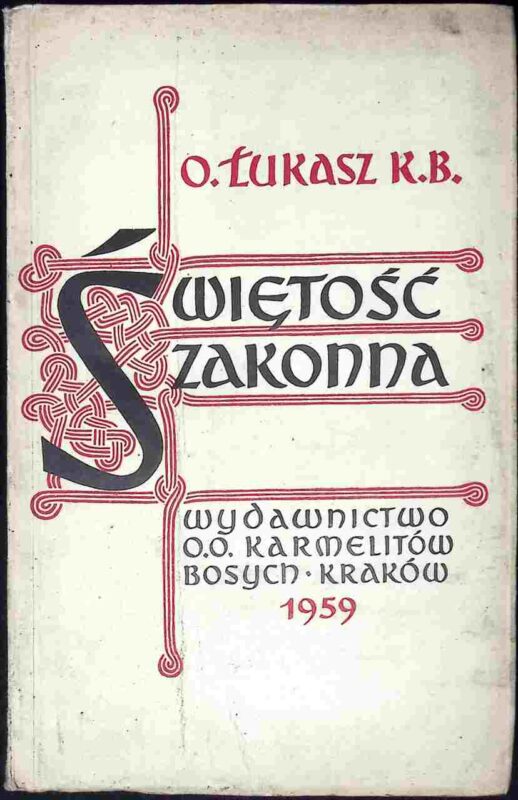 O. ŁUKASZ K.B.
ŚWIĘTOŚĆ
ZAKONNA
WYDAWNICTWO
O.O. KARMELITÓW
BOSYCH · KRAKÓW
1959